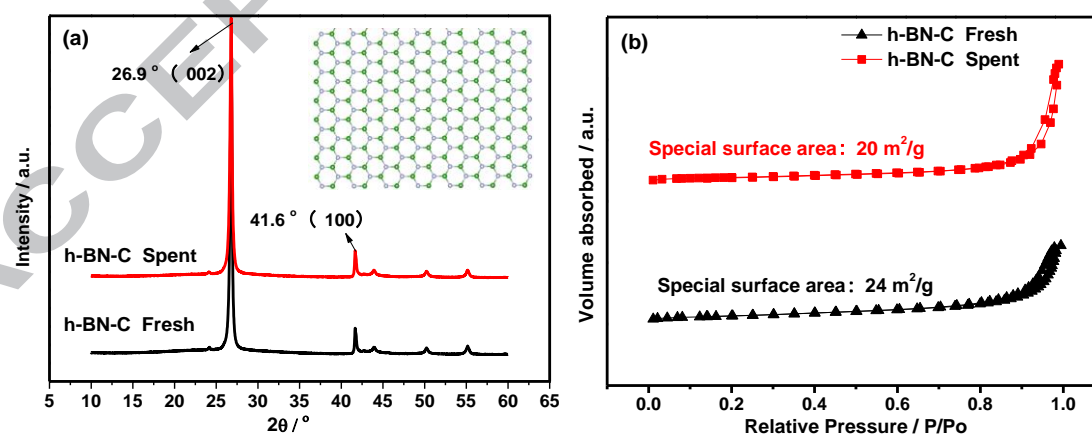 ACCEP
(a)
26.9 ° ( 002)
41.6 ° ( 100)
h-BN-C Spent
h-BN-C Fresh
Intensity / a.u.
5 10 15 20 25 30 35 40 45 50 55 60 65
2θ / °
(b)
h-BN-C Fresh
h-BN-C Spent
Special surface area: 20 m²/g
Special surface area: 24 m²/g
Volume absorbed / a.u.
0.0 0.2 0.4 0.6 0.8 1.0
Relative Pressure / P/Po